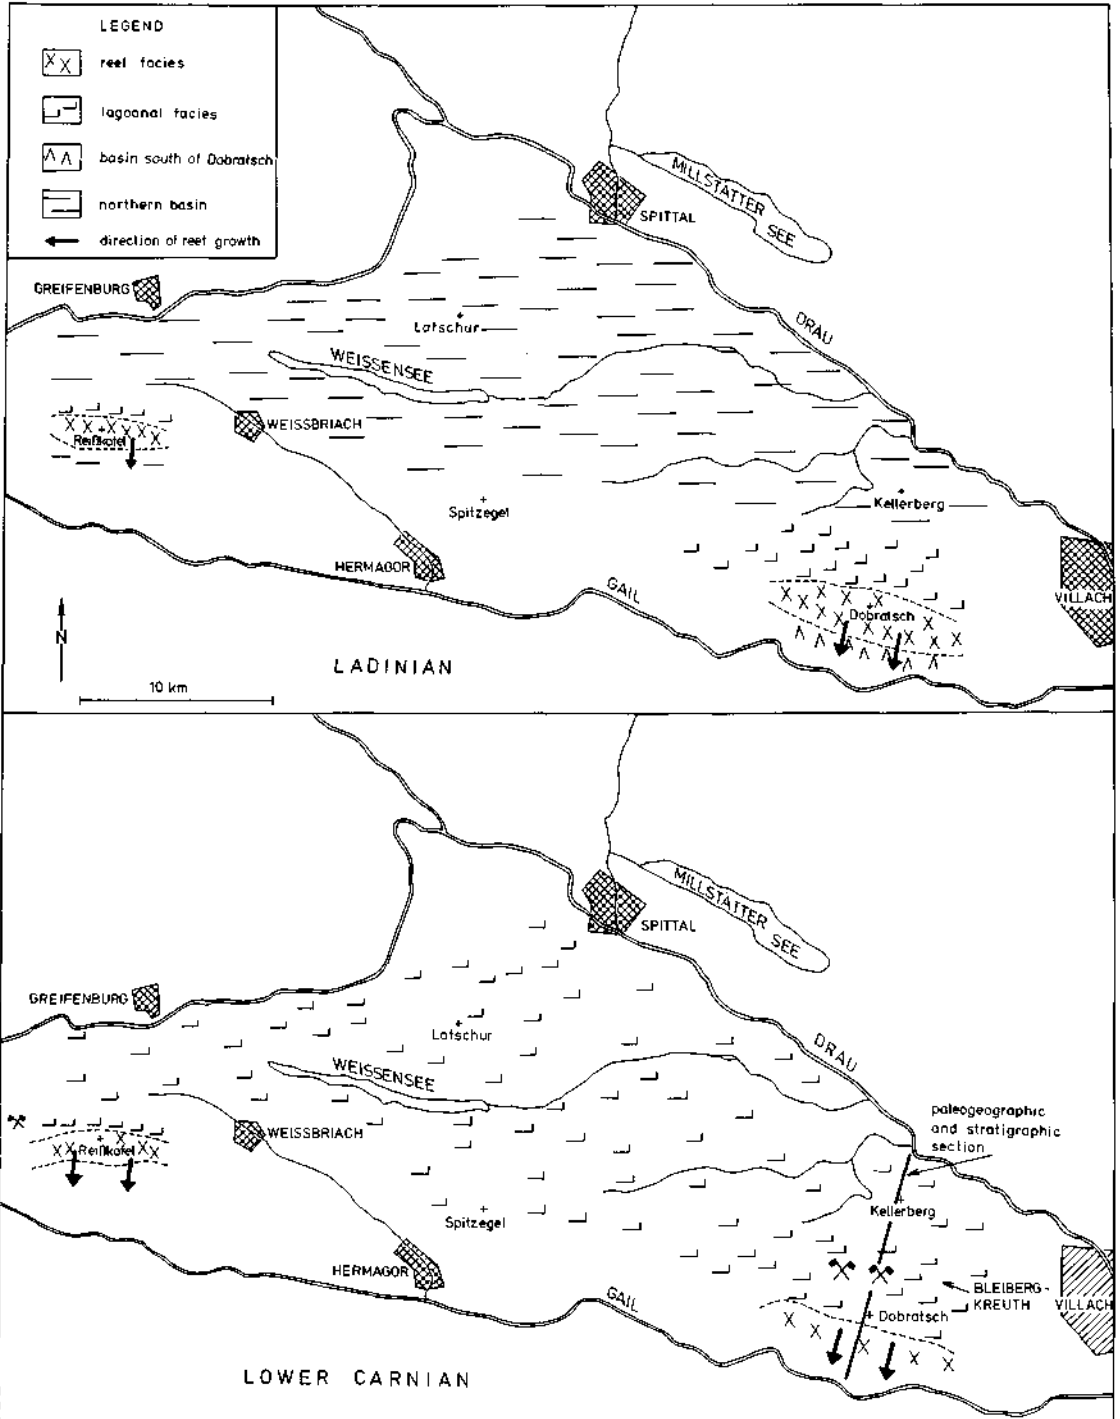 LEGEND
reef facies
lagoonal facies
basin south of Dobratsch
northern basin
direction of reef growth
MILLSTÄTTER
SEE
SPITTAL
GREIFENBURG
DRAU
Latschur
WEISSENSEE
WEISSBRIACH
Reißkofel
Kellerberg
Spitzegel
HERMAGOR
GAIL
VILLACH
Dobratsch
N
LADINIAN
10 km
MILLSTÄTTER
SEE
SPITTAL
GREIFENBURG
Latschur
DRAU
WEISSENSEE
paleogeographic
and stratigraphic
section
WEISSBRIACH
Reißkofel
Kellerberg
Spitzegel
HERMAGOR
BLEIBERG-
KREUTH
GAIL
VILLACH
Dobratsch
LOWER CARNIAN